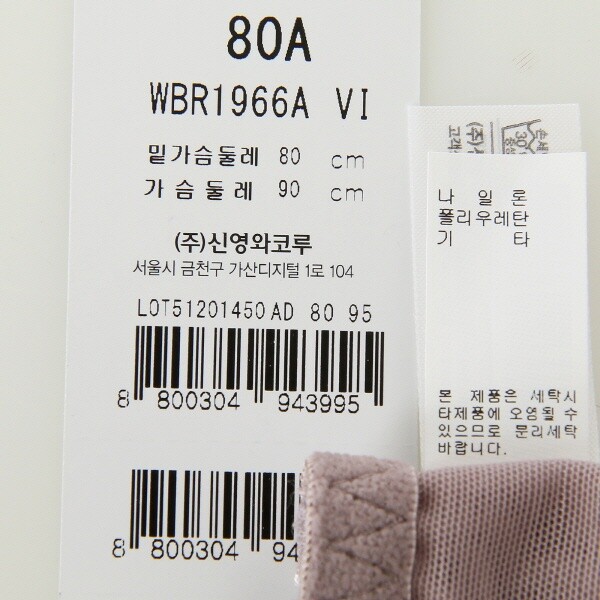 80A
WBR1966A VI
밑가슴둘레 80 cm
가슴둘레 90 cm
(주)신영와코루
서울시 금천구 가산디지털 1로 104
LOT51201450 AD 80 95
8 800304 943995
8 800304 94
30
나 일 론
폴리우레탄
기 타
본 제품은 세탁시
타제품에 오염될 수
있으므로 분리세탁
바랍니다.